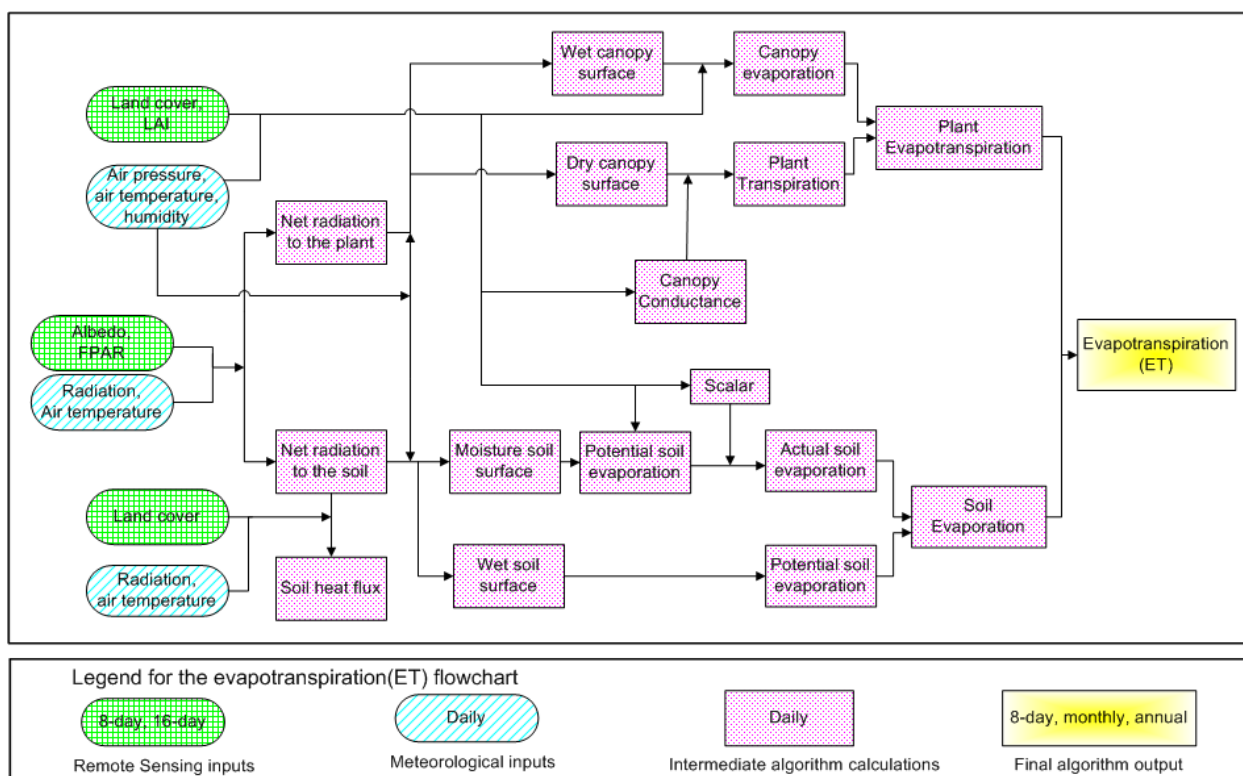 Land cover,
LAI
Air pressure,
air temperature,
humidity
Albedo,
FPAR
Radiation,
Air temperature
Land cover
Radiation,
air temperature
Net radiation
to the plant
Net radiation
to the soil
Soil heat flux
Wet canopy
surface
Dry canopy
surface
Canopy
Conductance
Moisture soil
surface
Wet soil
surface
Canopy
evaporation
Plant
Transpiration
Scalar
Potential soil
evaporation
Actual soil
evaporation
Potential soil
evaporation
Plant
Evapotranspiration
Soil
Evaporation
Evapotranspiration
(ET)
Legend for the evapotranspiration(ET) flowchart
8-day, 16-day
Daily
Daily
8-day, monthly, annual
Remote Sensing inputs
Meteorological inputs
Intermediate algorithm calculations
Final algorithm output